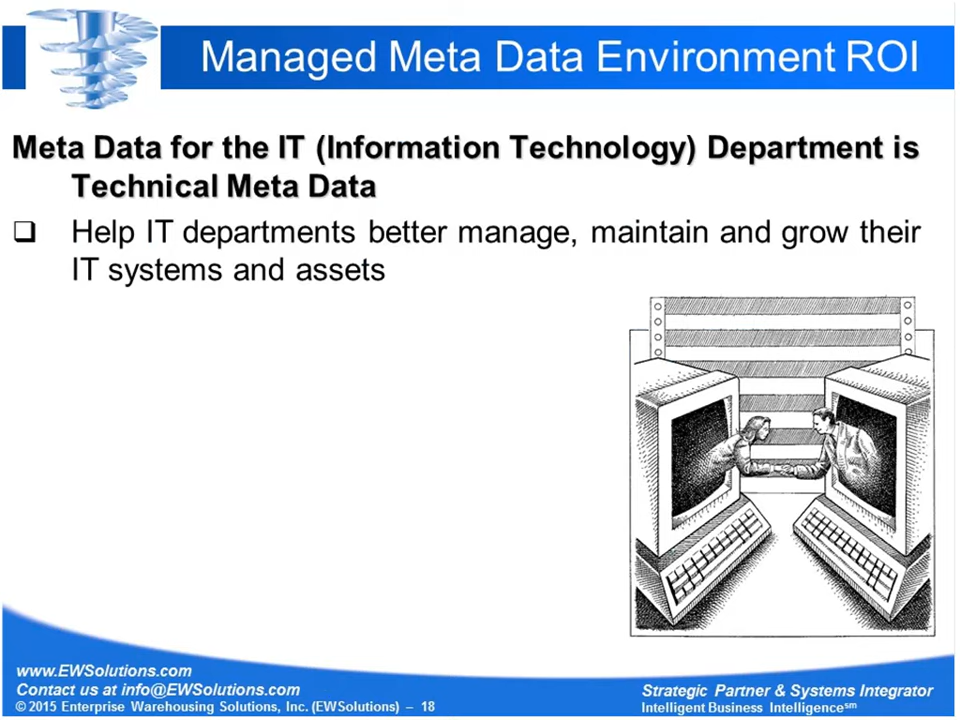 Managed Meta Data Environment ROI
Meta Data for the IT (Information Technology) Department is
Technical Meta Data
❑ Help IT departments better manage, maintain and grow their
IT systems and assets
www.EWSolutions.com
Contact us at info@EWSolutions.com
© 2015 Enterprise Warehousing Solutions, Inc. (EWSolutions) – 18
Strategic Partner & Systems Integrator
Intelligent Business Intelligence℠